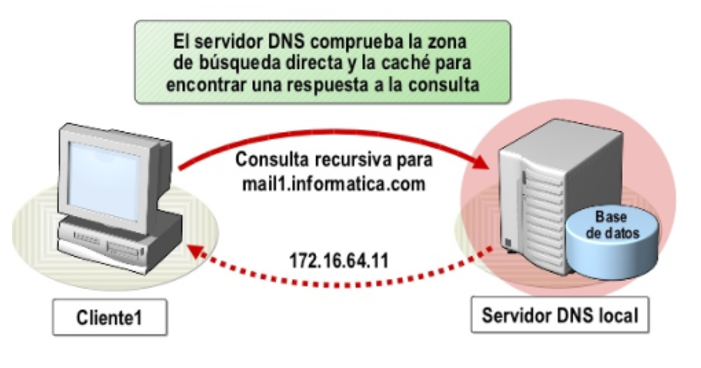 El servidor DNS comprueba la zona
de búsqueda directa y la caché para
encontrar una respuesta a la consulta
Consulta recursiva para
mail1.informatica.com
Base
de datos
172.16.64.11
Cliente1
Servidor DNS local